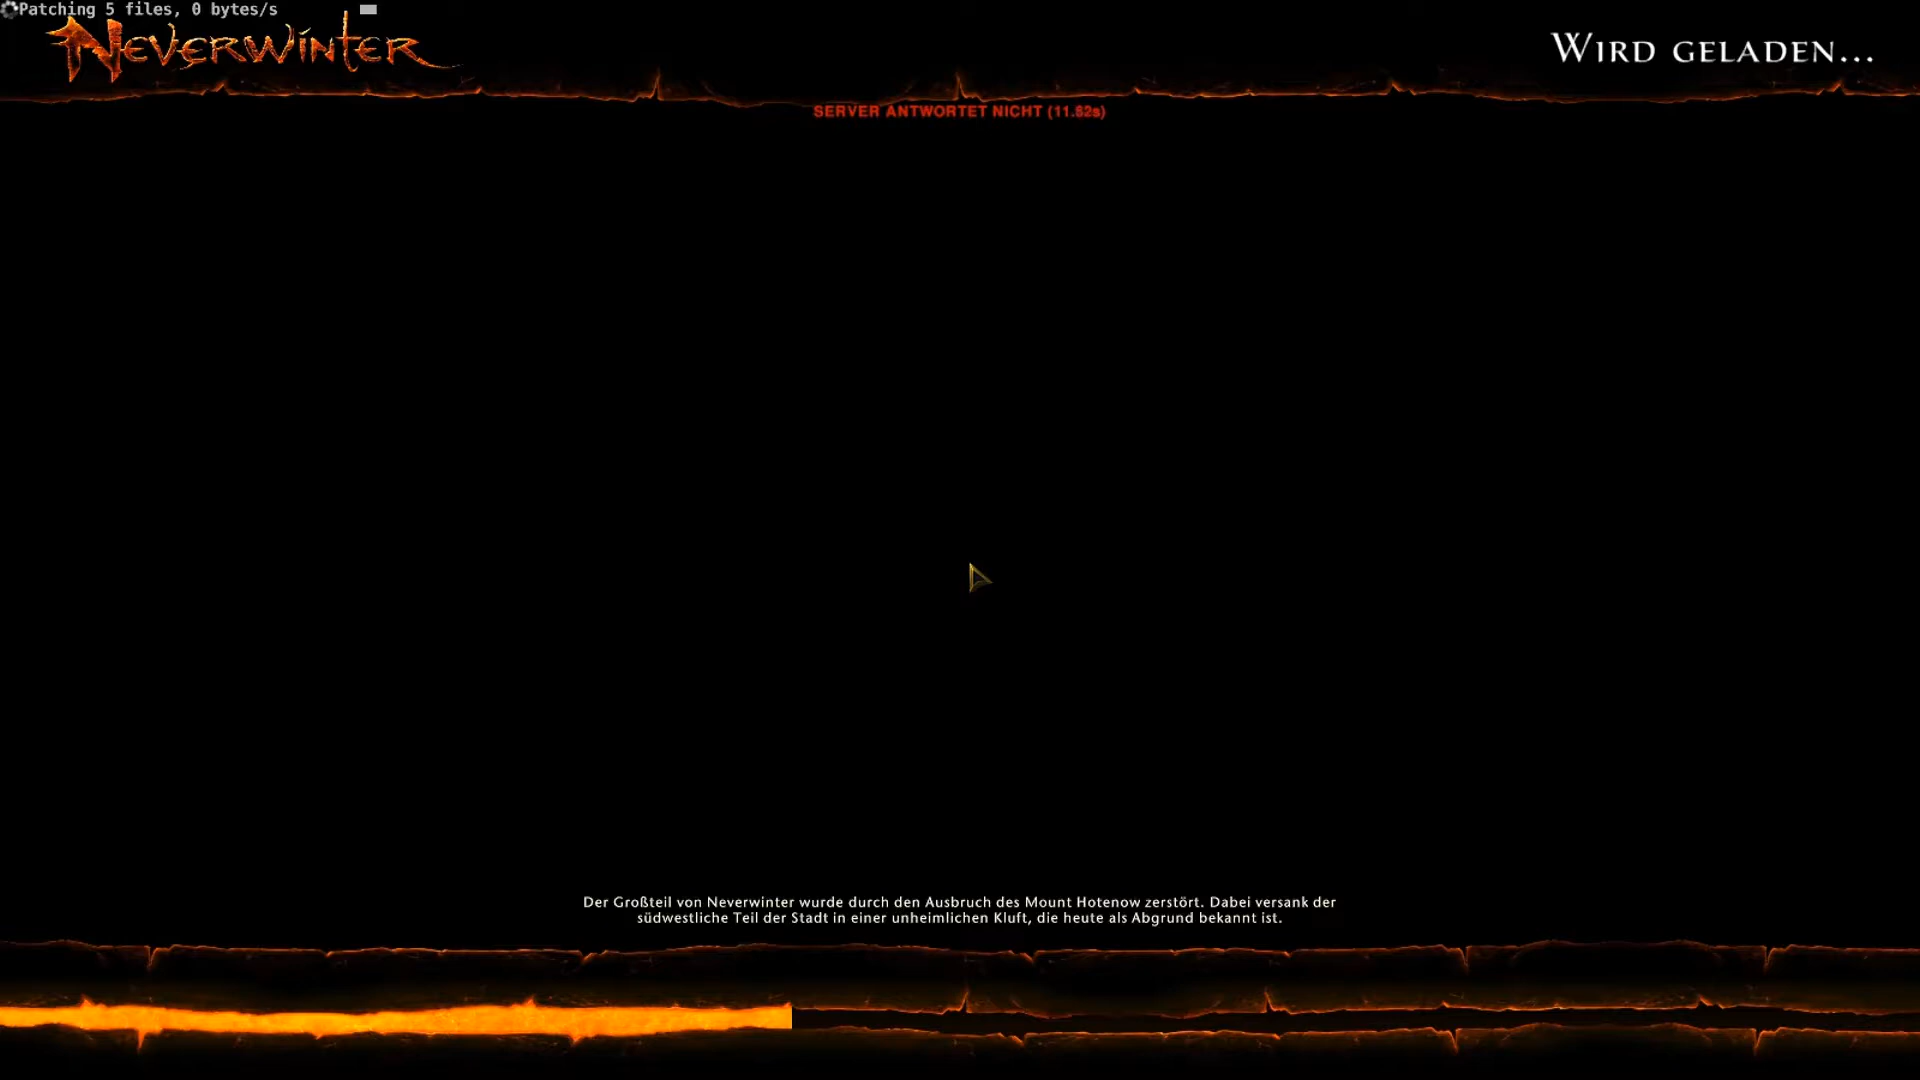 Patching 5 files, 0 bytes/s
NEVERWINTER
WIRD GELADEN...
SERVER ANTWORTET NICHT (11.62s)
Der Großteil von Neverwinter wurde durch den Ausbruch des Mount Hotenow zerstört. Dabei versank der
südwestliche Teil der Stadt in einer unheimlichen Kluft, die heute als Abgrund bekannt ist.